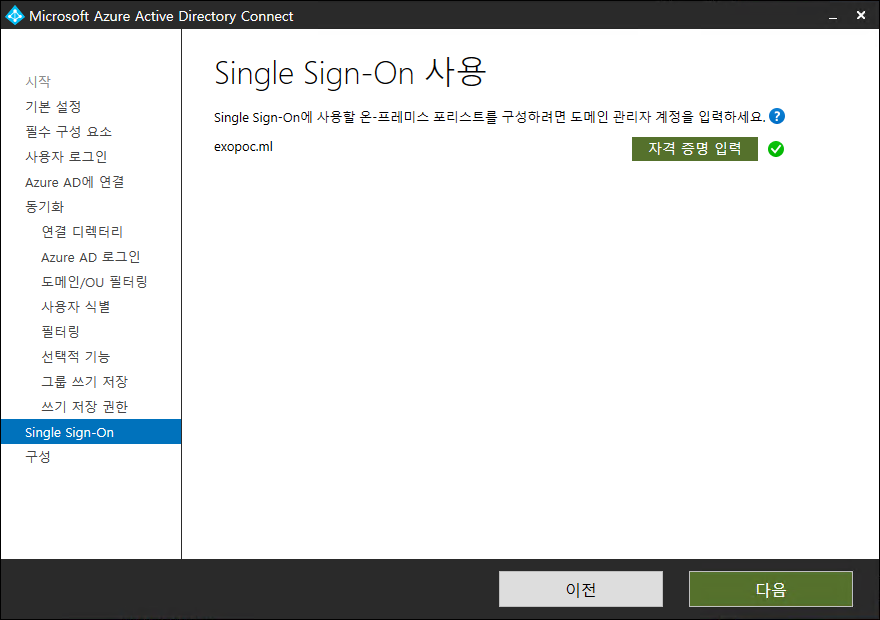 Microsoft Azure Active Directory Connect
시작
기본 설정
필수 구성 요소
사용자 로그인
Azure AD에 연결
동기화
연결 디렉터리
Azure AD 로그인
도메인/OU 필터링
사용자 식별
필터링
선택적 기능
그룹 쓰기 저장
쓰기 저장 권한
Single Sign-On
구성
Single Sign-On 사용
Single Sign-On에 사용할 온-프레미스 포리스트를 구성하려면 도메인 관리자 계정을 입력하세요. ?
exopoc.ml 자격 증명 입력
이전 다음